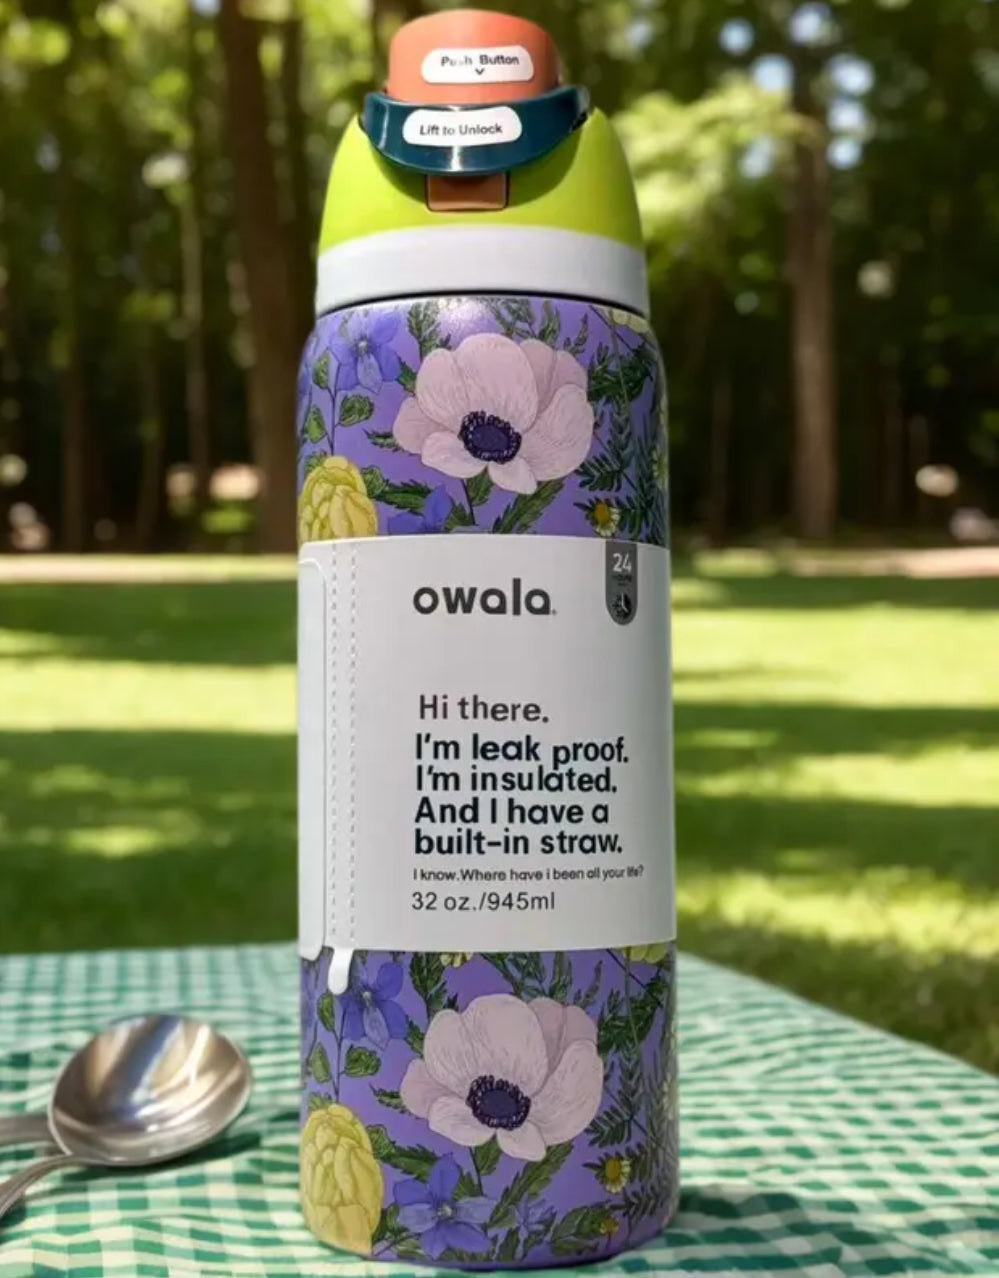 Push Button
Lift to Unlock
24
owala
Hi there.
I'm leak proof.
I'm insulated.
And I have a
built-in straw.
I know. Where have i been all your life?
32 oz./945ml